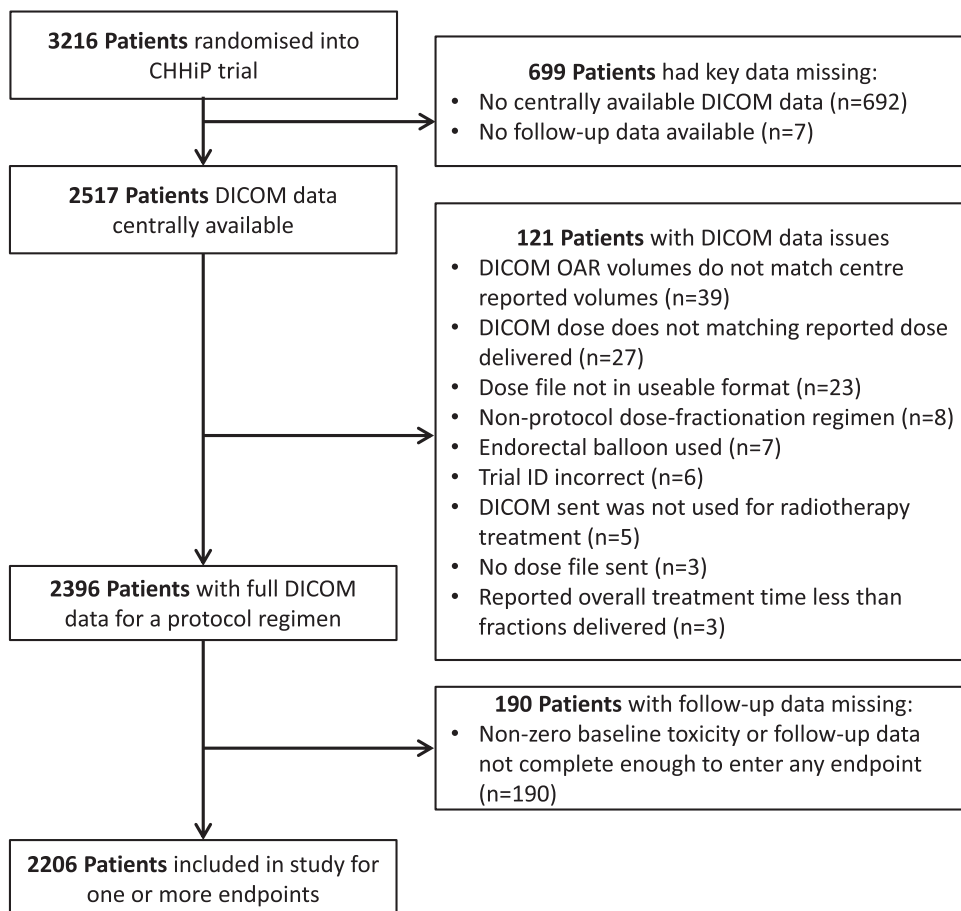 3216 Patients randomised into
CHHiP trial
699 Patients had key data missing:
• No centrally available DICOM data (n=692)
• No follow-up data available (n=7)
2517 Patients DICOM data
centrally available
121 Patients with DICOM data issues
• DICOM OAR volumes do not match centre
reported volumes (n=39)
• DICOM dose does not matching reported dose
delivered (n=27)
• Dose file not in useable format (n=23)
• Non-protocol dose-fractionation regimen (n=8)
• Endorectal balloon used (n=7)
• Trial ID incorrect (n=6)
• DICOM sent was not used for radiotherapy
treatment (n=5)
• No dose file sent (n=3)
• Reported overall treatment time less than
fractions delivered (n=3)
2396 Patients with full DICOM
data for a protocol regimen
190 Patients with follow-up data missing:
• Non-zero baseline toxicity or follow-up data
not complete enough to enter any endpoint
(n=190)
2206 Patients included in study for
one or more endpoints